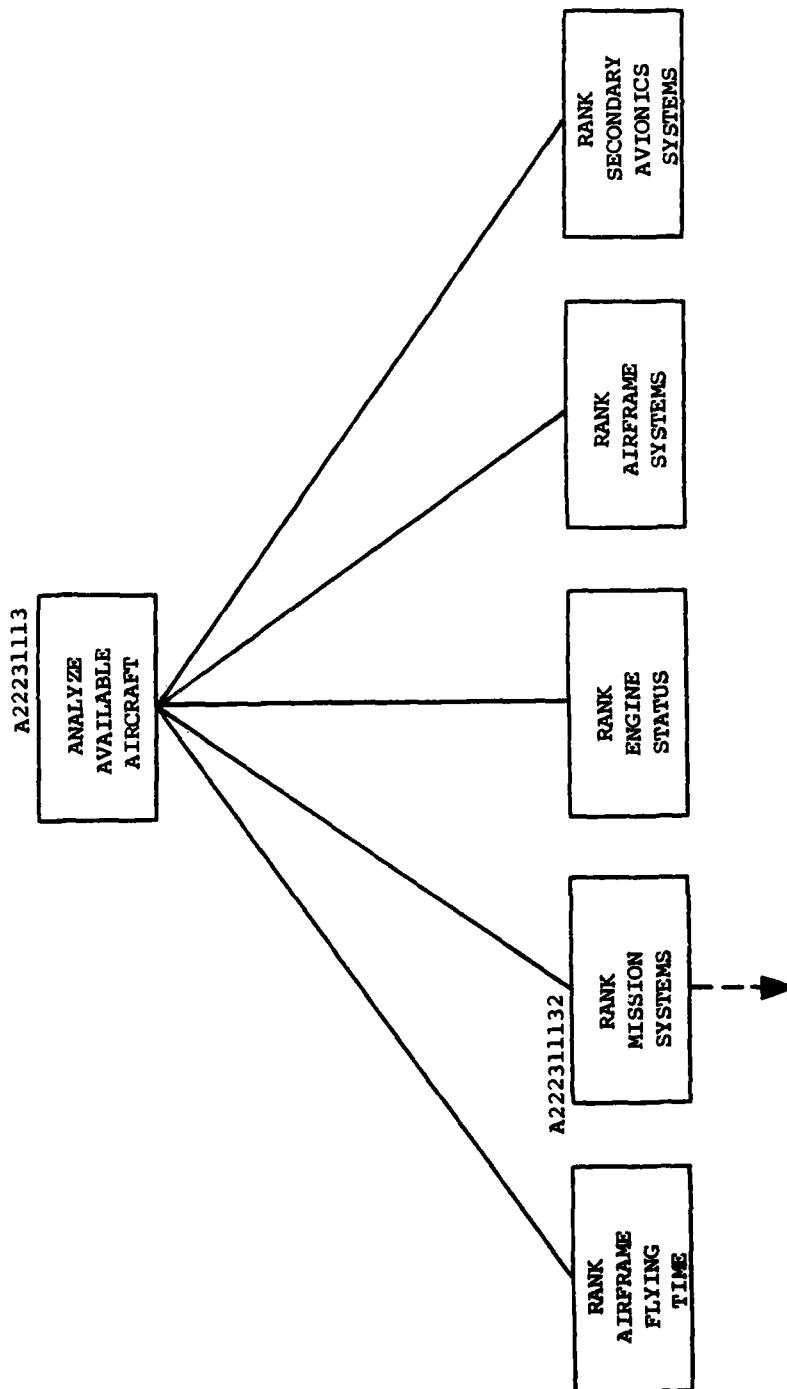 A22231113
ANALYZE
AVAILABLE
AIRCRAFT
RANK
AIRFRAME
FLYING
TIME
A222311132
RANK
MISSION
SYSTEMS
RANK
ENGINE
STATUS
RANK
AIRFRAME
SYSTEMS
RANK
SECONDARY
AVIONICS
SYSTEMS